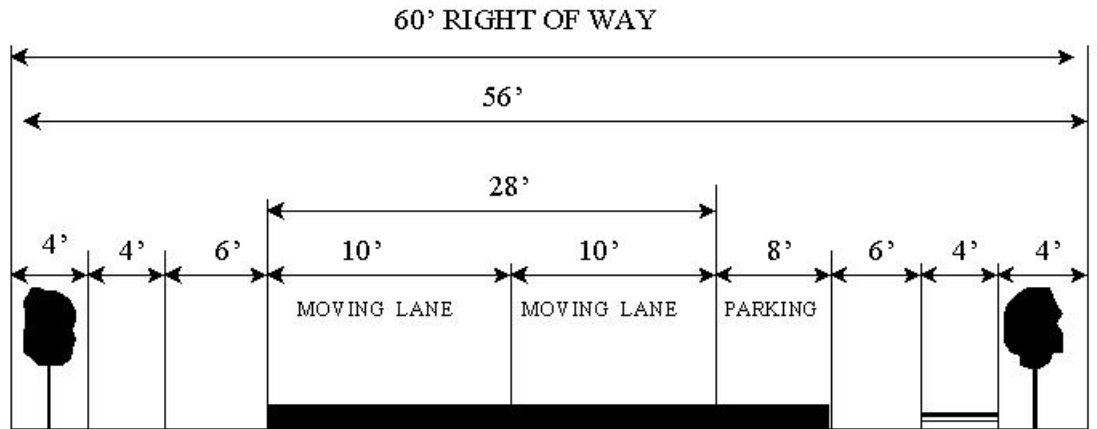 60’ RIGHT OF WAY
56’
28’
4’ 4’ 6’ 10’ 10’ 8’ 6’ 4’ 4’
MOVING LANE MOVING LANE PARKING